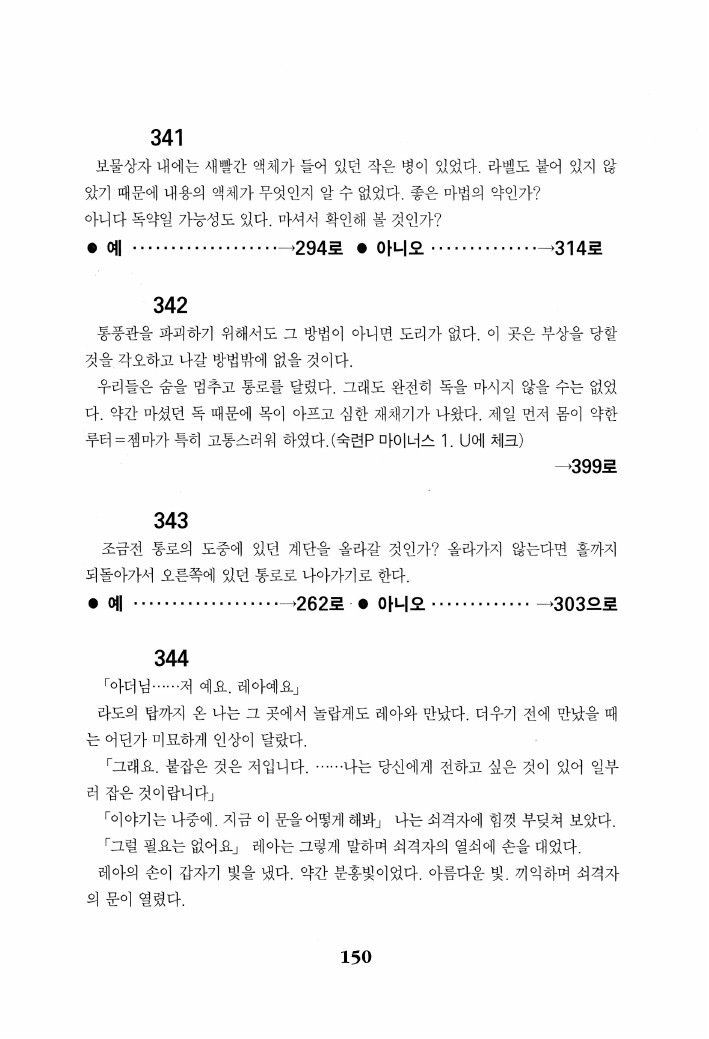 341
보물상자 내에는 새빨간 액체가 들어 있던 작은 병이 있었다. 라벨도 붙어 있지 않
았기 때문에 내용의 액체가 무엇인지 알 수 없었다. 좋은 마법의 약인가?
아니다 독약일 가능성도 있다. 마셔서 확인해 볼 것인가?
● 예 ···················→294로 ● 아니오 ··············→314로
342
통풍관을 파괴하기 위해서도 그 방법이 아니면 도리가 없다. 이 곳은 부상을 당할
것을 각오하고 나갈 방법밖에 없을 것이다.
우리들은 숨을 멈추고 통로를 달렸다. 그래도 완전히 독을 마시지 않을 수는 없었
다. 약간 마셨던 독 때문에 목이 아프고 심한 재채기가 나왔다. 제일 먼저 몸이 약한
루터=젬마가 특히 고통스러워 하였다.(숙련P 마이너스 1. U에 체크)
→399로
343
조금전 통로의 도중에 있던 계단을 올라갈 것인가? 올라가지 않는다면 홀까지
되돌아가서 오른쪽에 있던 통로로 나아가기로 한다.
● 예 ···················→262로 ● 아니오 ············· →303으로
344
「아더님……저 예요. 레아예요」
라도의 탑까지 온 나는 그 곳에서 놀랍게도 레아와 만났다. 더우기 전에 만났을 때
는 어딘가 미묘하게 인상이 달랐다.
「그래요. 붙잡은 것은 저입니다. ……나는 당신에게 전하고 싶은 것이 있어 일부
러 잡은 것이랍니다」
「이야기는 나중에. 지금 이 문을 어떻게 해봐」 나는 쇠격자에 힘껏 부딪쳐 보았다.
「그럴 필요는 없어요」 레아는 그렇게 말하며 쇠격자의 열쇠에 손을 대었다.
레아의 손이 갑자기 빛을 냈다. 약간 분홍빛이었다. 아름다운 빛. 끼익하며 쇠격자
의 문이 열렸다.
150